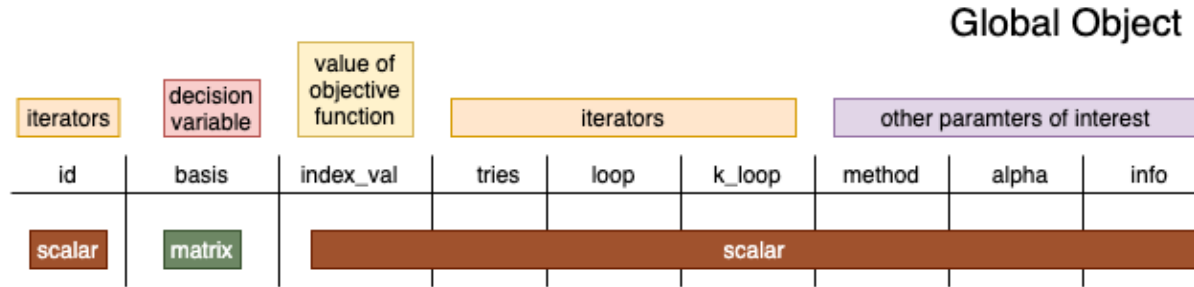 Global Object
value of
objective
function
decision
variable
iterators
iterators
other paramters of interest
id basis index_val tries loop k_loop method alpha info
scalar matrix scalar